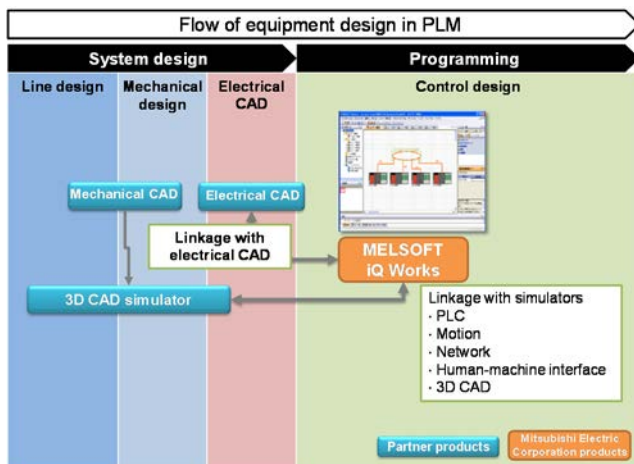 Flow of equipment design in PLM
System design
Programming
Line design
Mechanical
design
Electrical
CAD
Control design
Mechanical CAD
Electrical CAD
Linkage with
electrical CAD
MELSOFT
iQ Works
3D CAD simulator
Linkage with simulators
· PLC
· Motion
· Network
· Human-machine interface
· 3D CAD
Partner products
Mitsubishi Electric
Corporation products